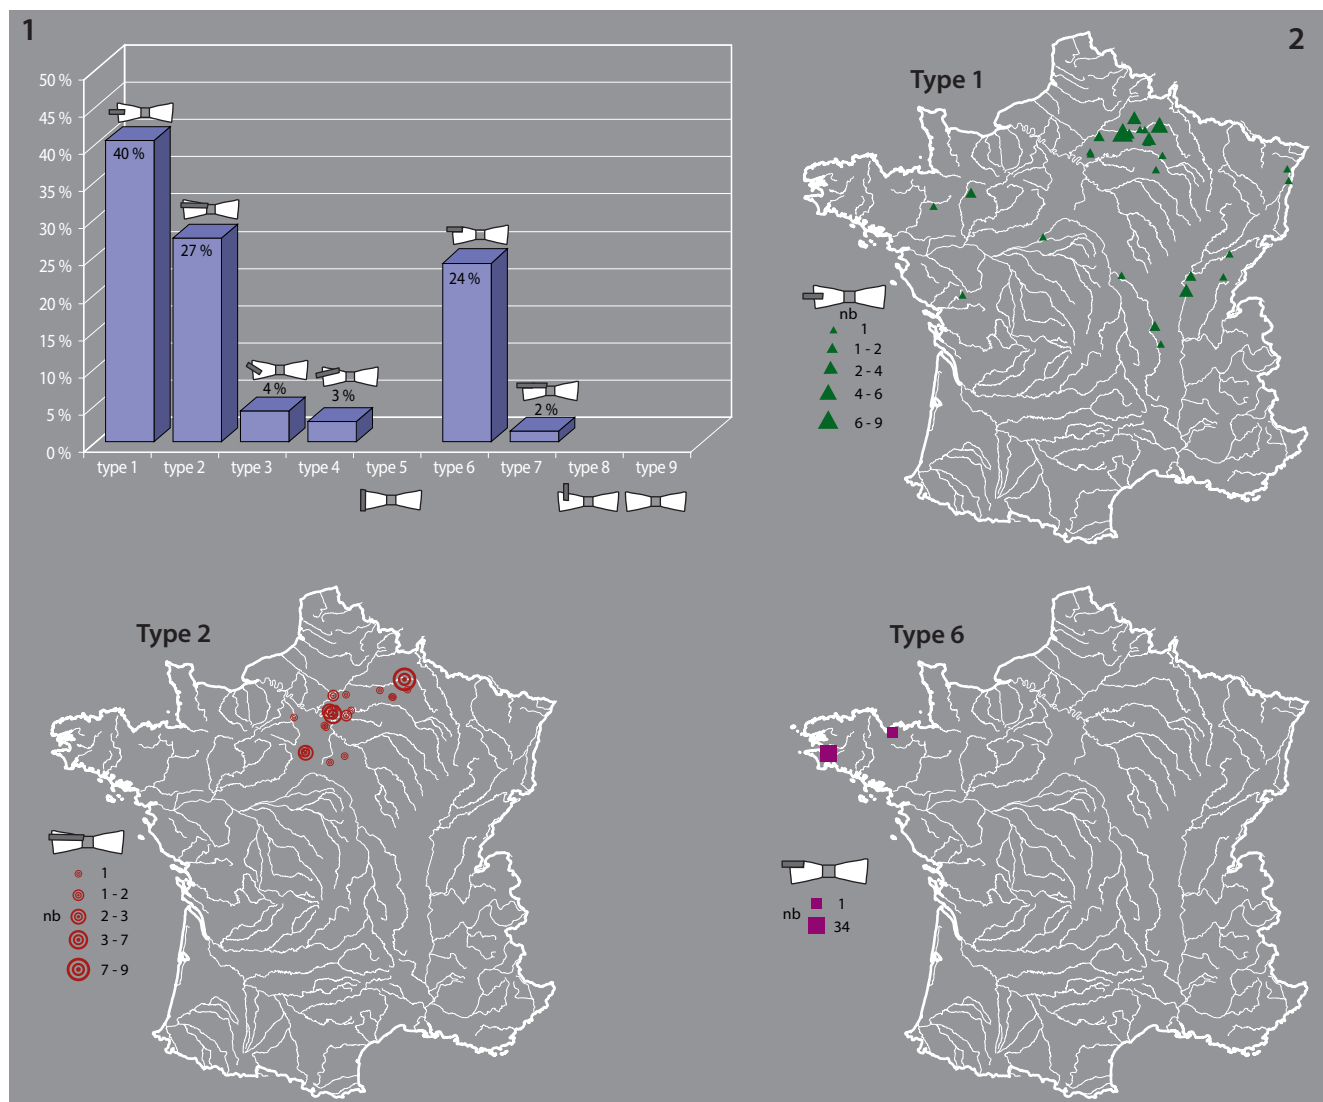 1
50 %
45 %
40 %
35 %
30 %
25 %
20 %
15 %
10 %
5 %
0 %
40 %
27 %
4 %
3 %
24 %
2 %
type 1 type 2 type 3 type 4 type 5 type 6 type 7 type 8 type 9
2
Type 1
nb
1
1 - 2
2 - 4
4 - 6
6 - 9
Type 2
nb
1
1 - 2
2 - 3
3 - 7
7 - 9
Type 6
nb
1
34